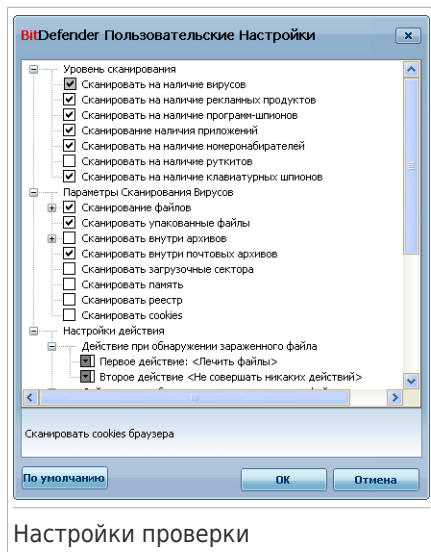 BitDefender Пользовательские Настройки
Уровень сканирования
Сканировать на наличие вирусов
Сканировать на наличие рекламных продуктов
Сканировать на наличие программ-шпионов
Сканирование наличия приложений
Сканировать на наличие номеронабирателей
Сканировать на наличие руткитов
Сканировать на наличие клавиатурных шпионов
Параметры Сканирования Вирусов
Сканирование файлов
Сканировать упакованные файлы
Сканировать внутри архивов
Сканировать внутри почтовых архивов
Сканировать загрузочные сектора
Сканировать память
Сканировать реестр
Сканировать cookies
Настройки действия
Действие при обнаружении зараженного файла
Первое действие: <Лечить файлы>
Второе действие <Не совершать никаких действий>
Сканировать cookies браузера
По умолчанию
OK
Отмена
Настройки проверки